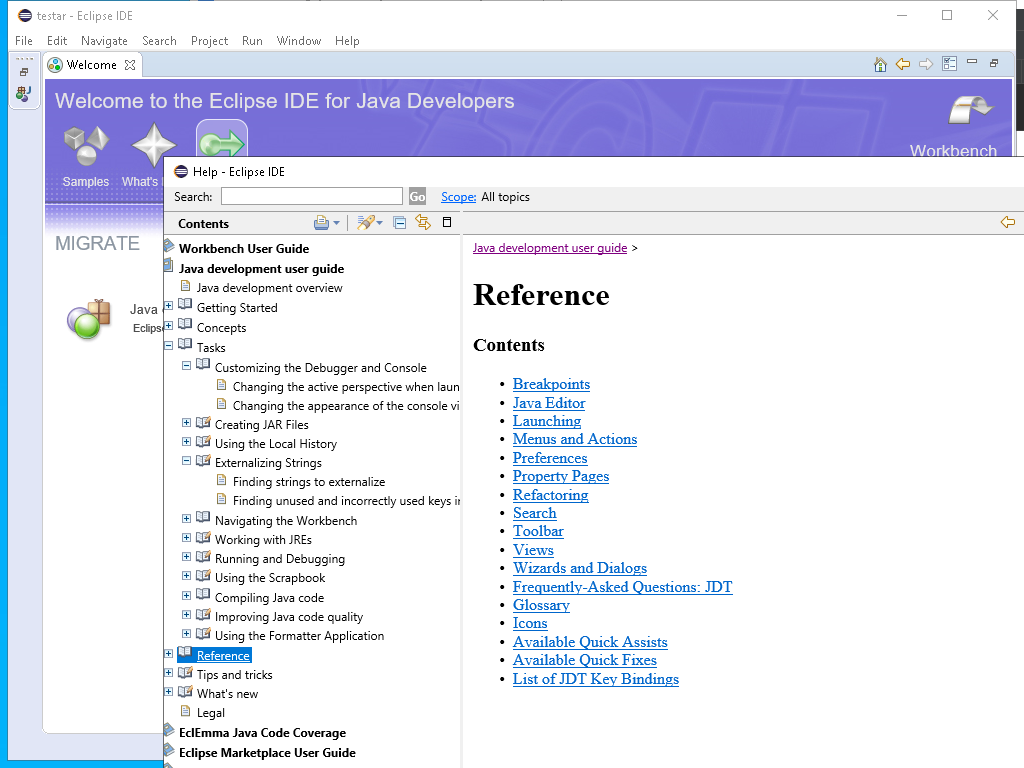 testar - Eclipse IDE
File Edit Navigate Search Project Run Window Help
Welcome
Welcome to the Eclipse IDE for Java Developers
Workbench
Samples What's
MIGRATE
Java
Eclipse
Help - Eclipse IDE
Search: Go Scope: All topics
Contents
Workbench User Guide
Java development user guide
Java development overview
Getting Started
Concepts
Tasks
Customizing the Debugger and Console
Changing the active perspective when laun
Changing the appearance of the console vi
Creating JAR Files
Using the Local History
Externalizing Strings
Finding strings to externalize
Finding unused and incorrectly used keys i
Navigating the Workbench
Working with JREs
Running and Debugging
Using the Scrapbook
Compiling Java code
Improving Java code quality
Using the Formatter Application
Reference
Tips and tricks
What's new
Legal
EclEmma Java Code Coverage
Eclipse Marketplace User Guide
Java development user guide >
Reference
Contents
• Breakpoints
• Java Editor
• Launching
• Menus and Actions
• Preferences
• Property Pages
• Refactoring
• Search
• Toolbar
• Views
• Wizards and Dialogs
• Frequently-Asked Questions: JDT
• Glossary
• Icons
• Available Quick Assists
• Available Quick Fixes
• List of JDT Key Bindings